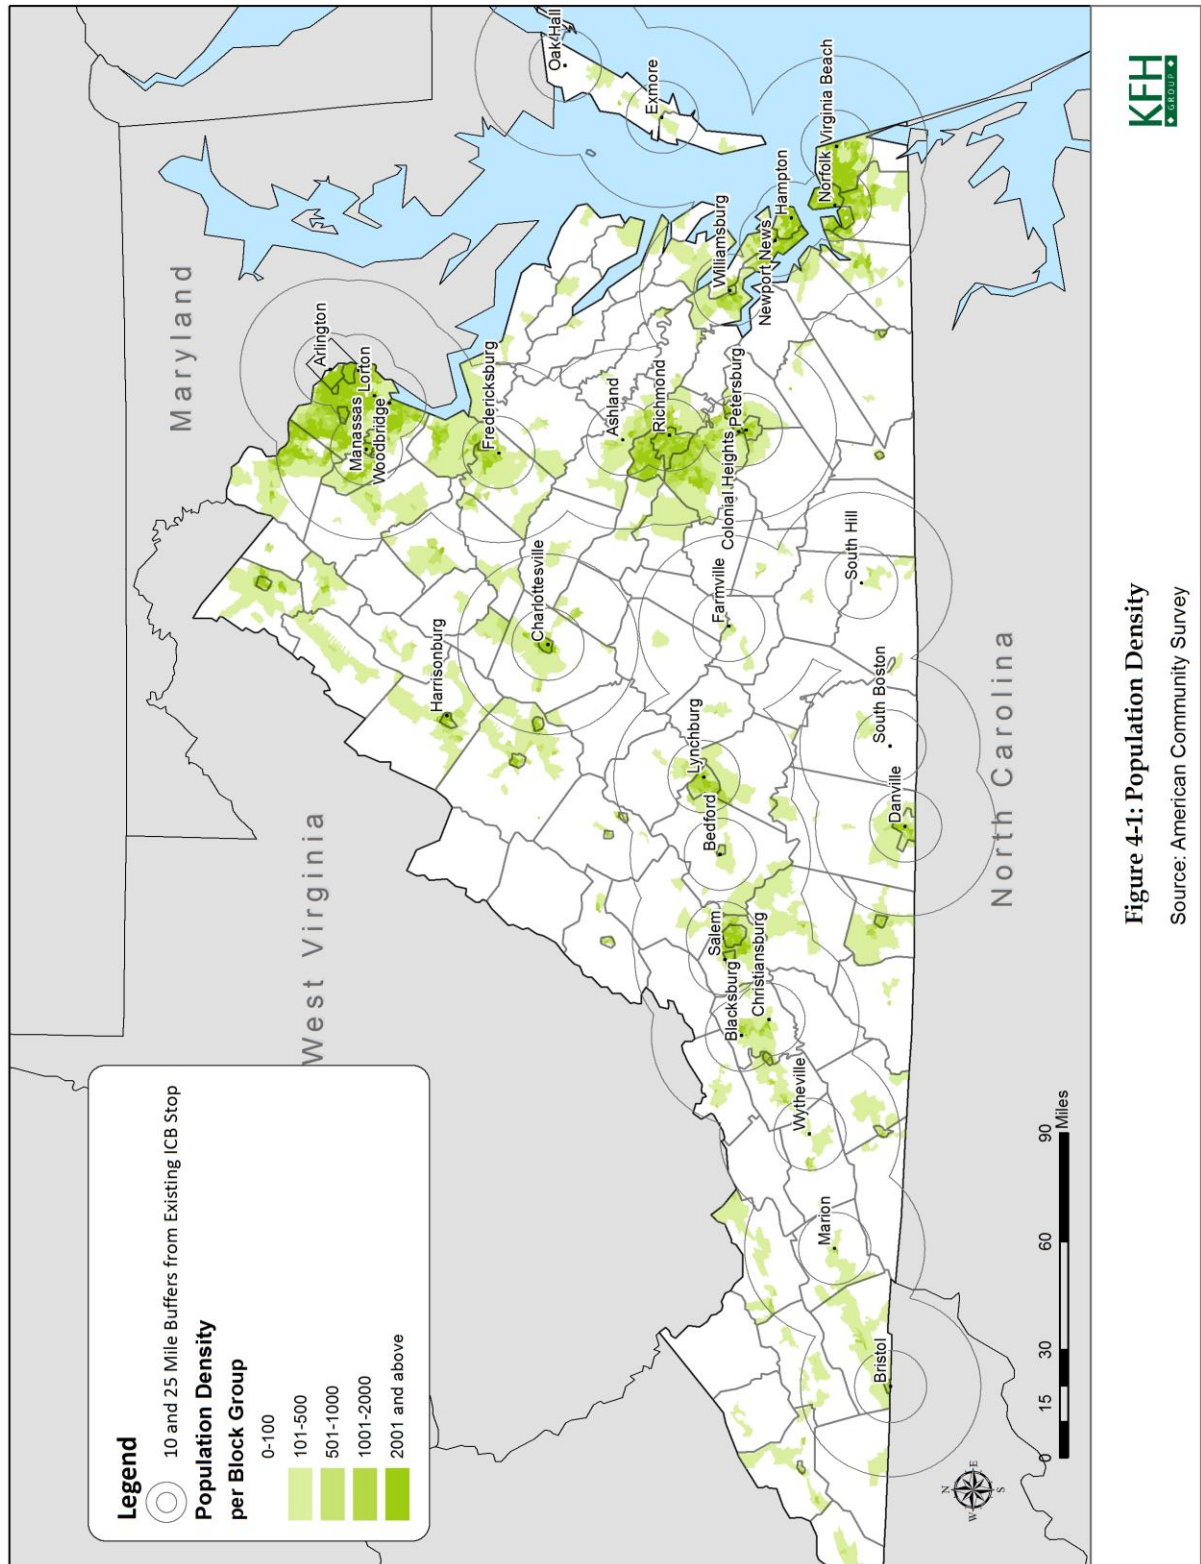 Legend
10 and 25 Mile Buffers from Existing ICB Stop
Population Density
per Block Group
0-100
101-500
501-1000
1001-2000
2001 and above
West Virginia
Maryland
North Carolina
Arlington
Manassas
Lorton
Woodbridge
Fredericksburg
Harrisonburg
Charlottesville
Ashland
Richmond
Colonial Heights
Petersburg
Williamsburg
Newport News
Hampton
Norfolk
Virginia Beach
Oak Hall
Exmore
Farmville
South Hill
South Boston
Danville
Lynchburg
Bedford
Salem
Blacksburg
Christiansburg
Wytheville
Marion
Bristol
N
W
E
S
0
15
30
60
90
Miles
Figure 4-1: Population Density
Source: American Community Survey
KFH
GROUP